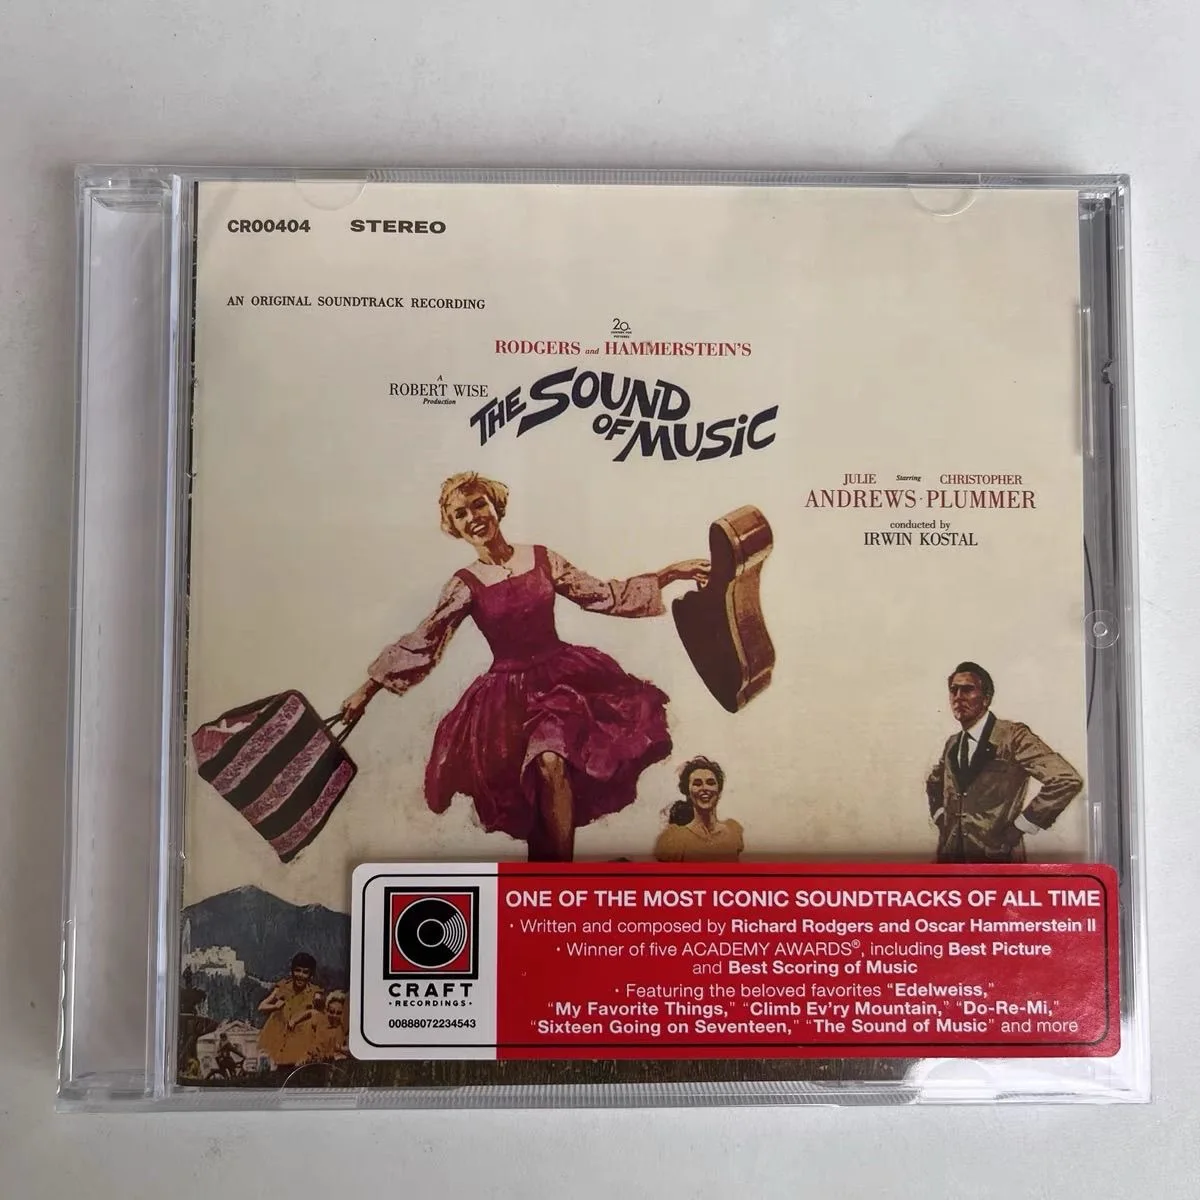 CR00404 STEREO
AN ORIGINAL SOUNDTRACK RECORDING
20
RODGERS and HAMMERSTEIN'S
A
ROBERT WISE
Production
THE SOUND
OF MUSIC
JULIE Starring CHRISTOPHER
ANDREWS · PLUMMER
conducted by
IRWIN KOSTAL
ONE OF THE MOST ICONIC SOUNDTRACKS OF ALL TIME
• Written and composed by Richard Rodgers and Oscar Hammerstein II
• Winner of five ACADEMY AWARDS®, including Best Picture
and Best Scoring of Music
• Featuring the beloved favorites “Edelweiss,”
“My Favorite Things,” “Climb Ev’ry Mountain,” “Do-Re-Mi,”
“Sixteen Going on Seventeen,” “The Sound of Music” and more
CRAFT
• RECORDINGS •
00888072234543